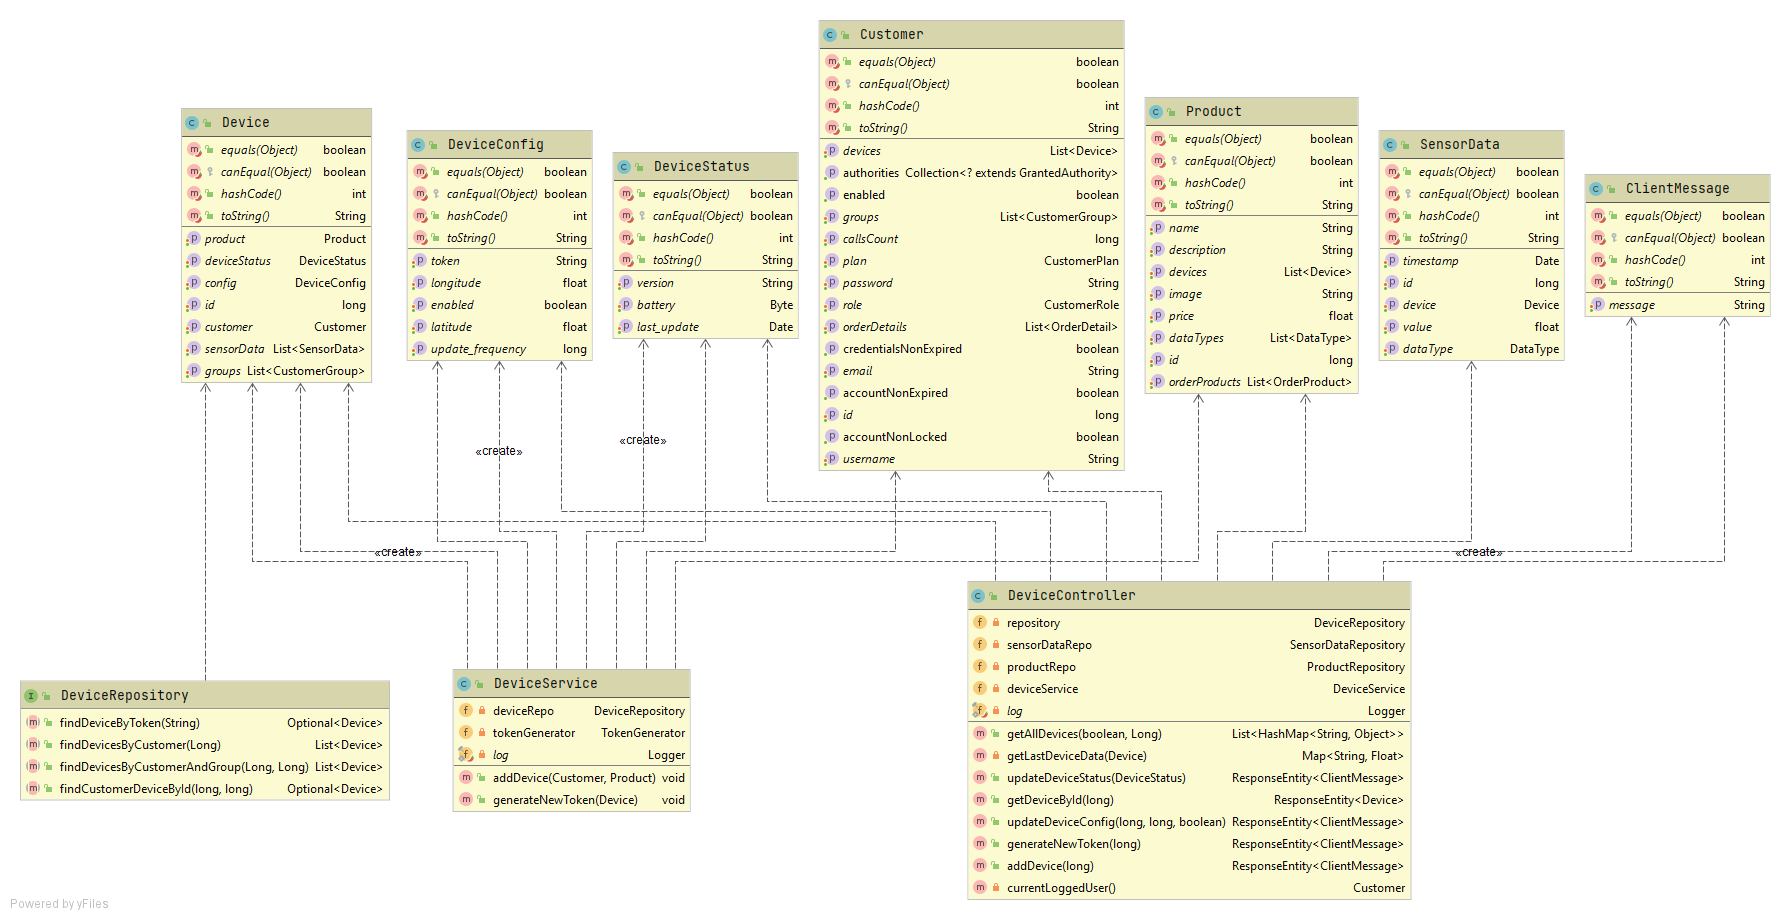 Customer
equals(Object) boolean
canEqual(Object) boolean
hashCode() int
toString() String
devices List<Device>
authorities Collection<? extends GrantedAuthority>
enabled boolean
groups List<CustomerGroup>
callsCount long
plan CustomerPlan
password String
role CustomerRole
orderDetails List<OrderDetail>
credentialsNonExpired boolean
email String
accountNonExpired boolean
id long
accountNonLocked boolean
username String
Product
equals(Object) boolean
canEqual(Object) boolean
hashCode() int
toString() String
name String
description String
devices List<Device>
image String
price float
dataTypes List<DataType>
id long
orderProducts List<OrderProduct>
Device
equals(Object) boolean
canEqual(Object) boolean
hashCode() int
toString() String
product Product
deviceStatus DeviceStatus
config DeviceConfig
id long
customer Customer
sensorData List<SensorData>
groups List<CustomerGroup>
DeviceConfig
equals(Object) boolean
canEqual(Object) boolean
hashCode() int
toString() String
token String
longitude float
enabled boolean
latitude float
update_frequency long
DeviceStatus
equals(Object) boolean
canEqual(Object) boolean
hashCode() int
toString() String
version String
battery Byte
last_update Date
SensorData
equals(Object) boolean
canEqual(Object) boolean
hashCode() int
toString() String
timestamp Date
id long
device Device
value float
dataType DataType
ClientMessage
equals(Object) boolean
canEqual(Object) boolean
hashCode() int
toString() String
message String
«create»
«create»
«create»
«create»
DeviceRepository
findDeviceByToken(String) Optional<Device>
findDevicesByCustomer(Long) List<Device>
findDevicesByCustomerAndGroup(Long, Long) List<Device>
findCustomerDeviceById(long, long) Optional<Device>
DeviceService
deviceRepo DeviceRepository
tokenGenerator TokenGenerator
log Logger
addDevice(Customer, Product) void
generateNewToken(Device) void
DeviceController
repository DeviceRepository
sensorDataRepo SensorDataRepository
productRepo ProductRepository
deviceService DeviceService
log Logger
getAllDevices(boolean, Long) List<HashMap<String, Object>>
getLastDeviceData(Device) Map<String, Float>
updateDeviceStatus(DeviceStatus) ResponseEntity<ClientMessage>
getDeviceById(long) ResponseEntity<Device>
updateDeviceConfig(long, long, boolean) ResponseEntity<ClientMessage>
generateNewToken(long) ResponseEntity<ClientMessage>
addDevice(long) ResponseEntity<ClientMessage>
currentLoggedUser() Customer
Powered by yFiles